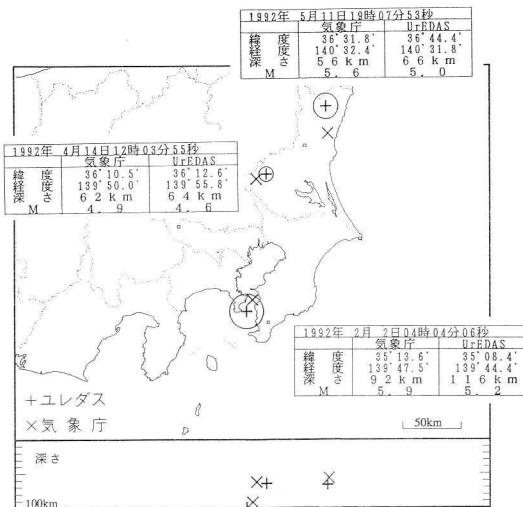 1992年 5月11日19時07分53秒
気象庁 UrEDAS
緯度 36°31.8' 36°44.4'
経度 140°32.4' 140°31.8'
深さ 56km 66km
M 5.6 5.0
1992年 4月14日12時03分55秒
気象庁 UrEDAS
緯度 36°10.5' 36°12.6'
経度 139°50.0' 139°55.8'
深さ 62km 64km
M 4.9 4.6
1992年 2月 2日04時04分06秒
気象庁 UrEDAS
緯度 35°13.6' 35°08.4'
経度 139°47.5' 139°44.4'
深さ 92km 116km
M 5.9 5.2
+ユレダス
×気象庁
50km
深さ
100km